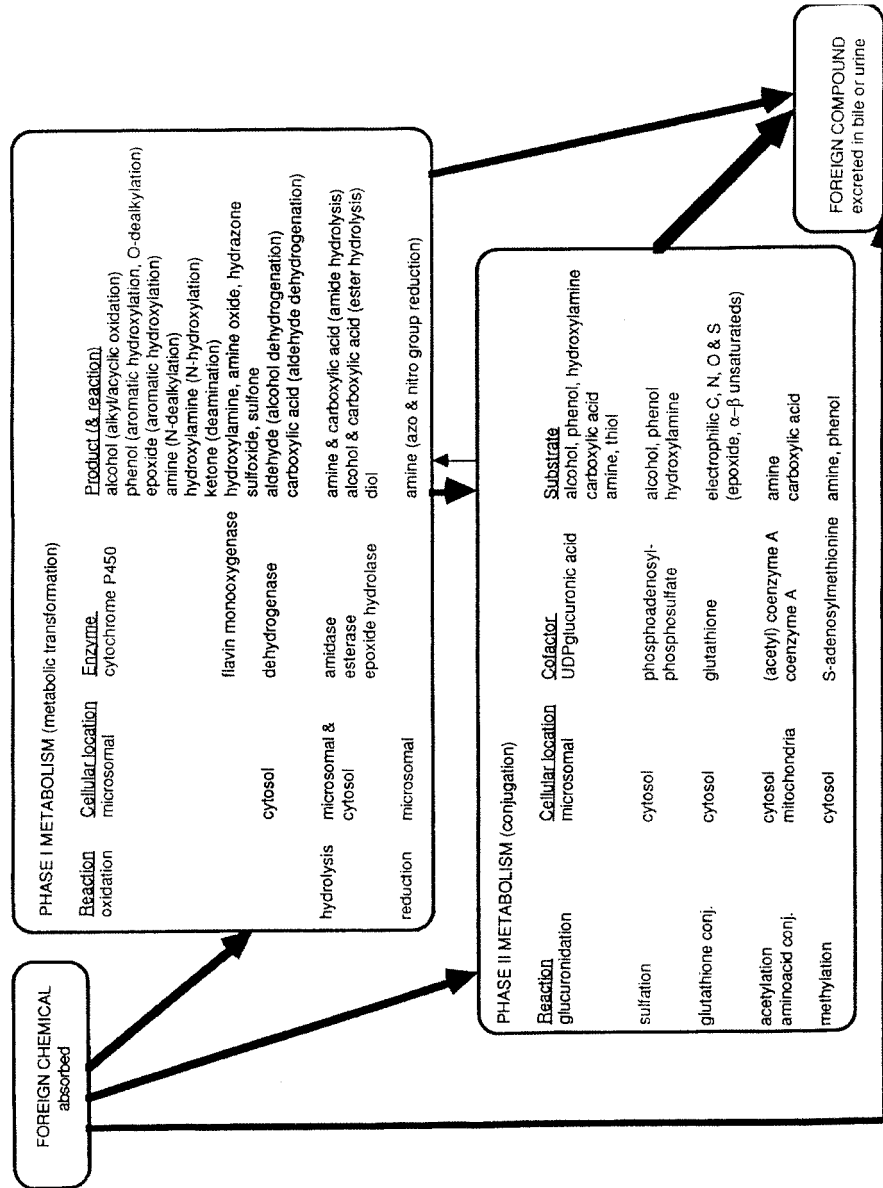 FOREIGN CHEMICAL
absorbed
PHASE I METABOLISM (metabolic transformation)
Reaction Cellular location Enzyme Product (& reaction)
oxidation microsomal cytochrome P450 alcohol (alkyl/acyclic oxidation)
phenol (aromatic hydroxylation, O-dealkylation)
epoxide (aromatic hydroxylation)
amine (N-dealkylation)
hydroxylamine (N-hydroxylation)
ketone (deamination)
flavin monooxygenase hydroxylamine, amine oxide, hydrazone
sulfoxide, sulfone
cytosol dehydrogenase aldehyde (alcohol dehydrogenation)
carboxylic acid (aldehyde dehydrogenation)
hydrolysis microsomal & amidase amine & carboxylic acid (amide hydrolysis)
cytosol esterase alcohol & carboxylic acid (ester hydrolysis)
epoxide hydrolase diol
reduction microsomal amine (azo & nitro group reduction)
PHASE II METABOLISM (conjugation)
Reaction Cellular location Cofactor Substrate
glucuronidation microsomal UDPglucuronic acid alcohol, phenol, hydroxylamine
carboxylic acid
amine, thiol
sulfation cytosol phosphoadenosyl- alcohol, phenol
phosphosulfate hydroxylamine
glutathione conj. cytosol glutathione electrophilic C, N, O & S
(epoxide, α–β unsaturateds)
acetylation cytosol (acetyl) coenzyme A amine
aminoacid conj. mitochondria coenzyme A carboxylic acid
methylation cytosol S-adenosylmethionine amine, phenol
FOREIGN COMPOUND
excreted in bile or urine